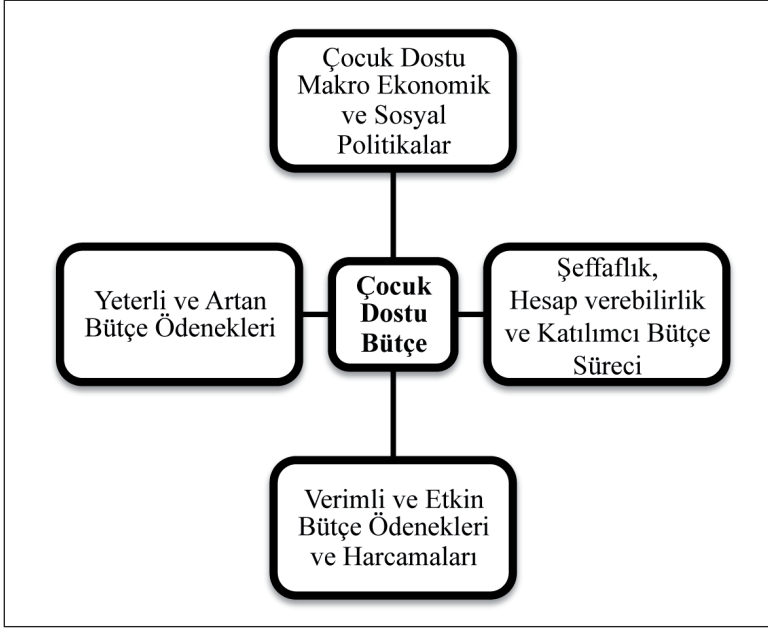 Çocuk Dostu
Makro Ekonomik
ve Sosyal
Politikalar
Yeterli ve Artan
Bütçe Ödenekleri
Çocuk
Dostu
Bütçe
Şeffaflık,
Hesap verebilirlik
ve Katılımcı Bütçe
Süreci
Verimli ve Etkin
Bütçe Ödenekleri
ve Harcamaları